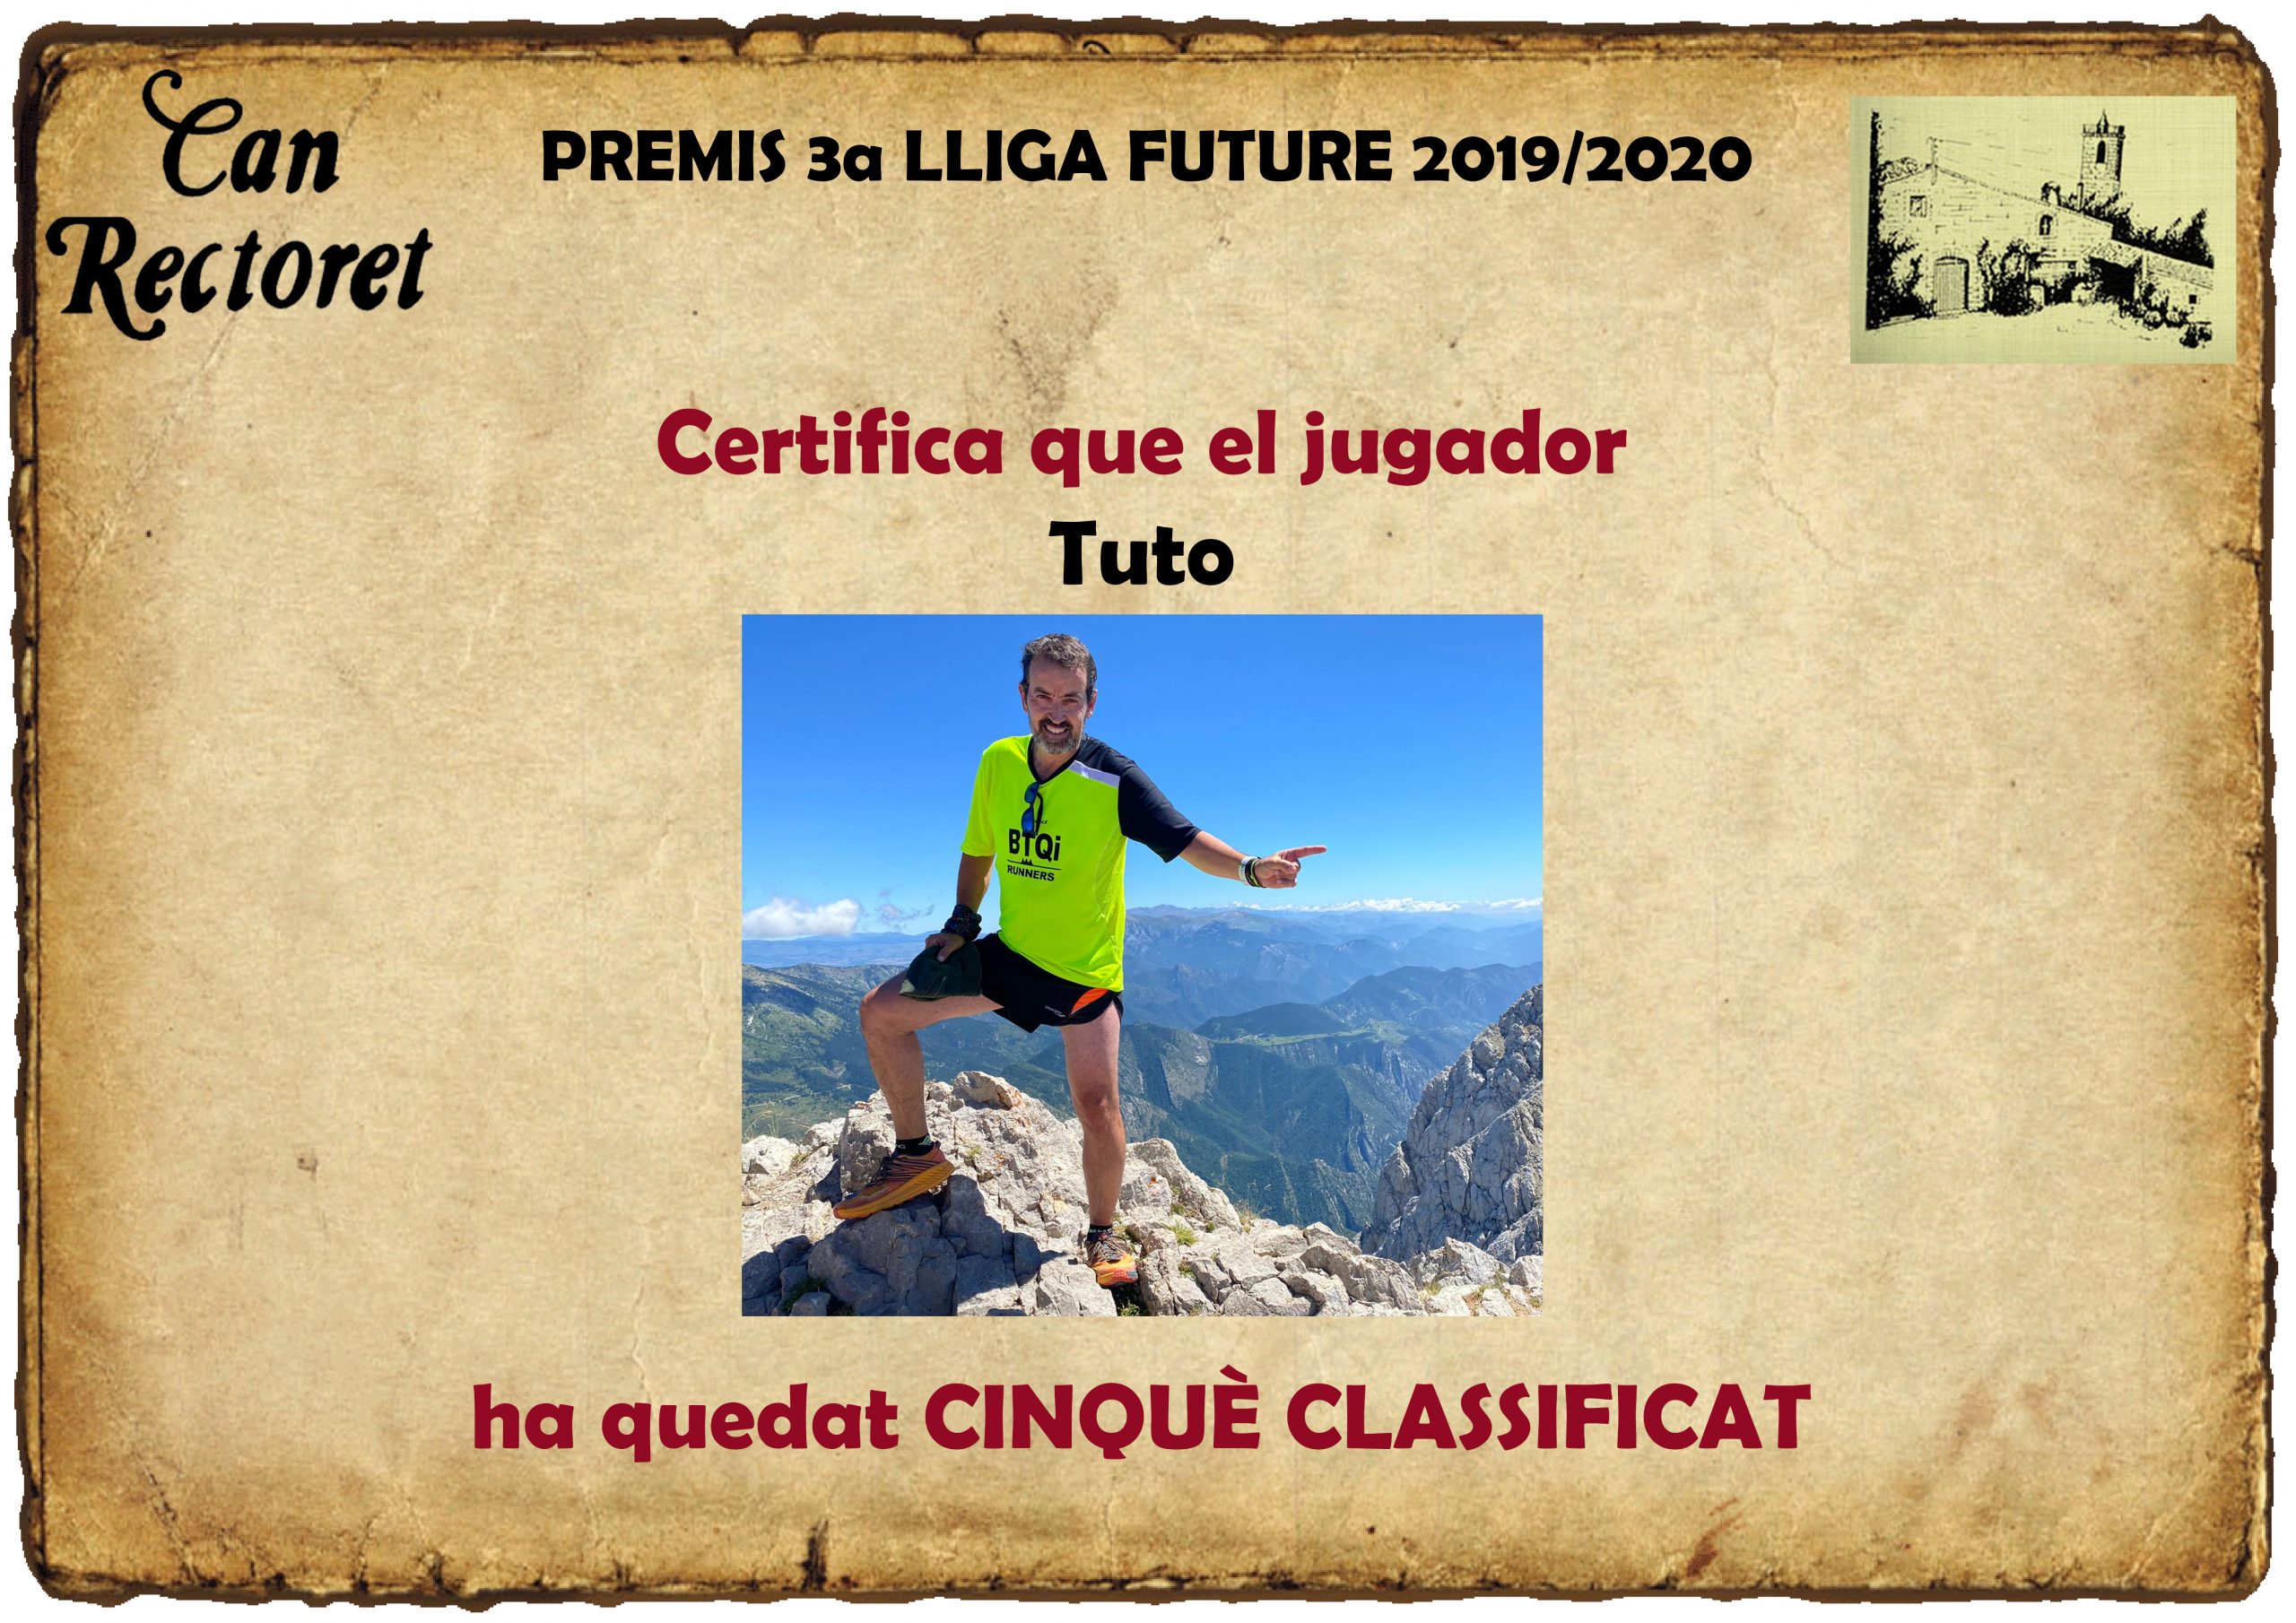 Can
Rectoret
PREMIS 3a LLIGA FUTURE 2019/2020
Certifica que el jugador
Tuto
BTQi
RUNNERS
ha quedat CINQUÈ CLASSIFICAT